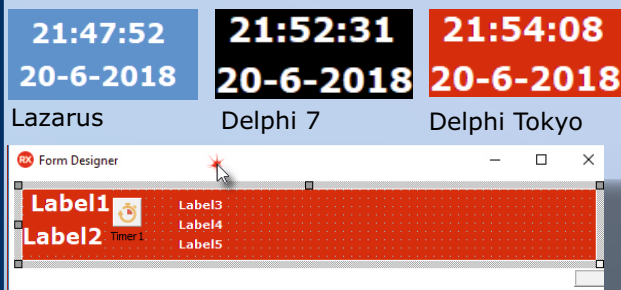 21:47:52
20-6-2018
Lazarus
21:52:31
20-6-2018
Delphi 7
21:54:08
20-6-2018
Delphi Tokyo
RX Form Designer
Label1
Label2
Timer1
Label3
Label4
Label5